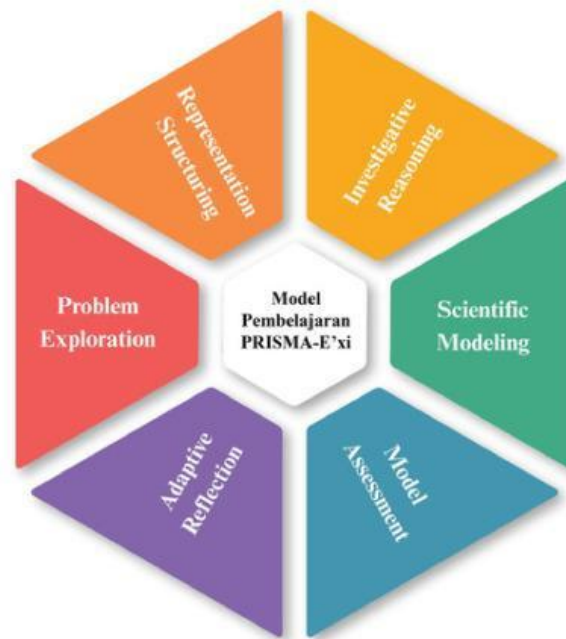 Representation
Structuring
Investigative
Reasoning
Problem
Exploration
Model
Pembelajaran
PRISMA-E’xi
Scientific
Modeling
Adaptive
Reflection
Model
Assessment